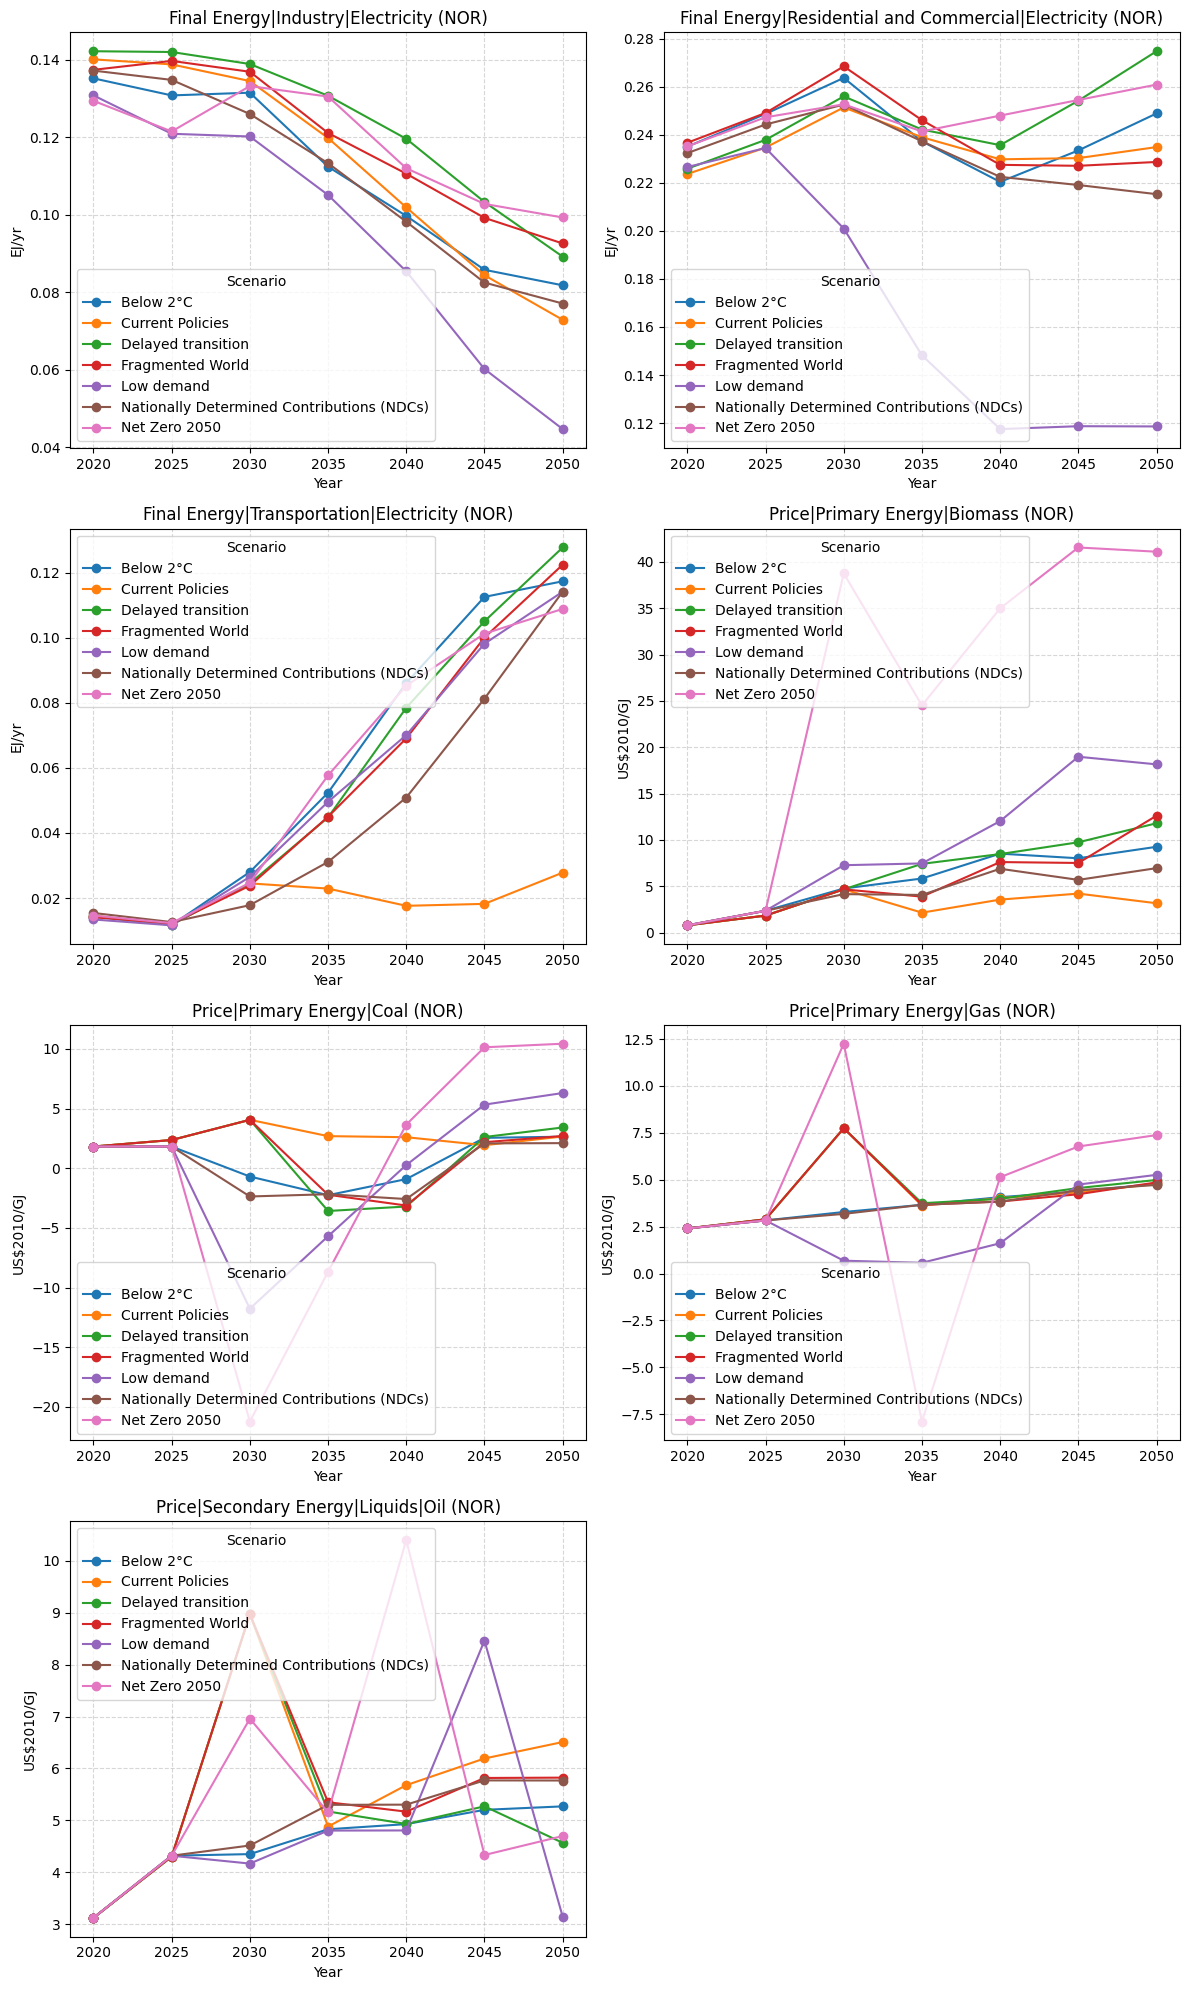 Final Energy|Industry|Electricity (NOR)
EJ/yr
0.14
0.12
0.10
0.08
0.06
0.04
Scenario
Below 2°C
Current Policies
Delayed transition
Fragmented World
Low demand
Nationally Determined Contributions (NDCs)
Net Zero 2050
2020 2025 2030 2035 2040 2045 2050
Year
Final Energy|Residential and Commercial|Electricity (NOR)
EJ/yr
0.28
0.26
0.24
0.22
0.20
0.18
0.16
0.14
0.12
Scenario
Below 2°C
Current Policies
Delayed transition
Fragmented World
Low demand
Nationally Determined Contributions (NDCs)
Net Zero 2050
2020 2025 2030 2035 2040 2045 2050
Year
Final Energy|Transportation|Electricity (NOR)
EJ/yr
0.12
0.10
0.08
0.06
0.04
0.02
Scenario
Below 2°C
Current Policies
Delayed transition
Fragmented World
Low demand
Nationally Determined Contributions (NDCs)
Net Zero 2050
2020 2025 2030 2035 2040 2045 2050
Year
Price|Primary Energy|Biomass (NOR)
US$2010/GJ
40
35
30
25
20
15
10
5
0
Scenario
Below 2°C
Current Policies
Delayed transition
Fragmented World
Low demand
Nationally Determined Contributions (NDCs)
Net Zero 2050
2020 2025 2030 2035 2040 2045 2050
Year
Price|Primary Energy|Coal (NOR)
US$2010/GJ
10
5
0
−5
−10
−15
−20
Scenario
Below 2°C
Current Policies
Delayed transition
Fragmented World
Low demand
Nationally Determined Contributions (NDCs)
Net Zero 2050
2020 2025 2030 2035 2040 2045 2050
Year
Price|Primary Energy|Gas (NOR)
US$2010/GJ
12.5
10.0
7.5
5.0
2.5
0.0
−2.5
−5.0
−7.5
Scenario
Below 2°C
Current Policies
Delayed transition
Fragmented World
Low demand
Nationally Determined Contributions (NDCs)
Net Zero 2050
2020 2025 2030 2035 2040 2045 2050
Year
Price|Secondary Energy|Liquids|Oil (NOR)
US$2010/GJ
10
9
8
7
6
5
4
3
Scenario
Below 2°C
Current Policies
Delayed transition
Fragmented World
Low demand
Nationally Determined Contributions (NDCs)
Net Zero 2050
2020 2025 2030 2035 2040 2045 2050
Year